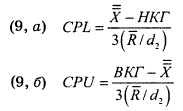 (9, а) CPL = (X̿ − НКГ) / (3(R̄/d₂))
(9, б) CPU = (ВКГ − X̿) / (3(R̄/d₂))